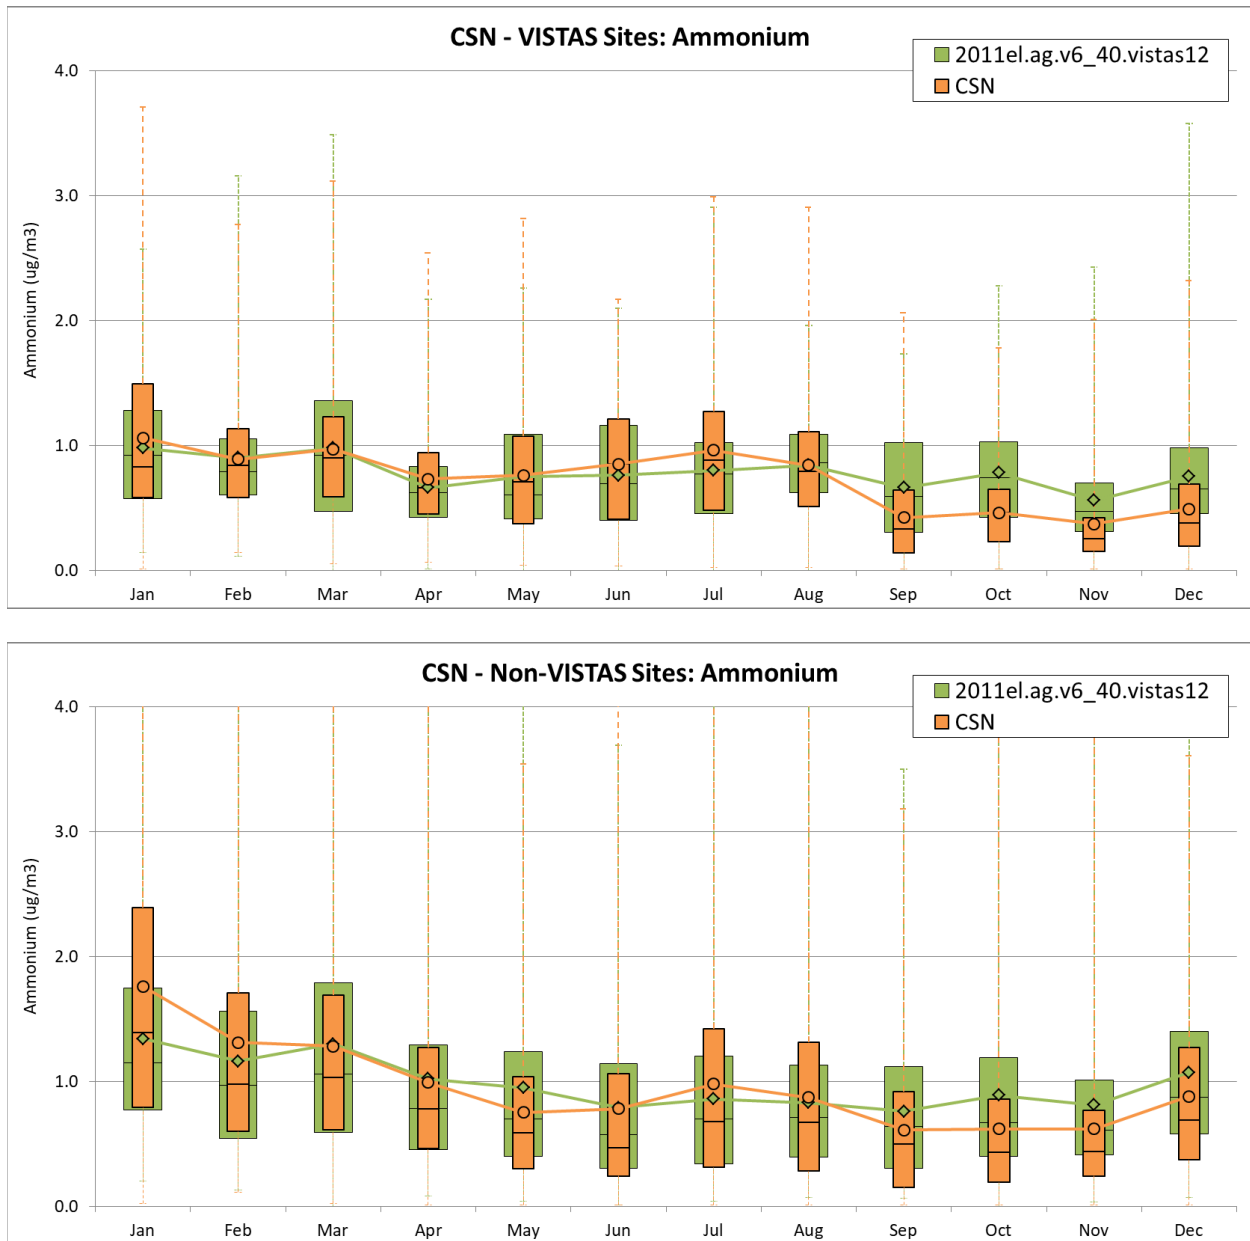 CSN - VISTAS Sites: Ammonium
2011el.ag.v6_40.vistas12
CSN
4.0
3.0
2.0
1.0
0.0
Ammonium (ug/m3)
Jan Feb Mar Apr May Jun Jul Aug Sep Oct Nov Dec
CSN - Non-VISTAS Sites: Ammonium
2011el.ag.v6_40.vistas12
CSN
4.0
3.0
2.0
1.0
0.0
Ammonium (ug/m3)
Jan Feb Mar Apr May Jun Jul Aug Sep Oct Nov Dec